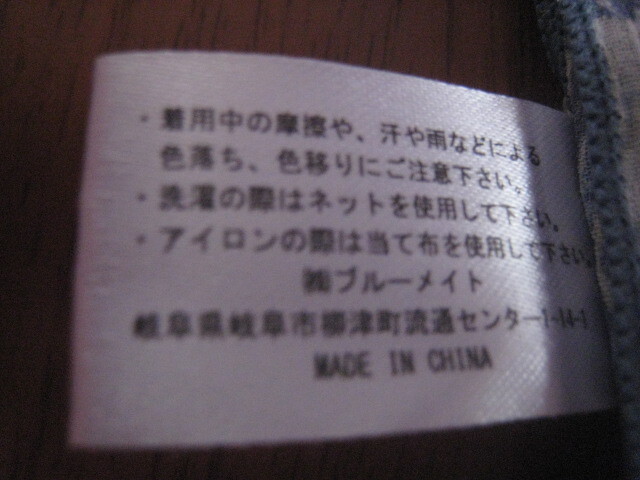 ・着用中の摩擦や、汗や雨などによる
色落ち、色移りにご注意下さい。
・洗濯の際はネットを使用して下さい。
・アイロンの際は当て布を使用して下さい。
㈱ブルーメイト
岐阜県岐阜市柳津町流通センター1-14-1
MADE IN CHINA